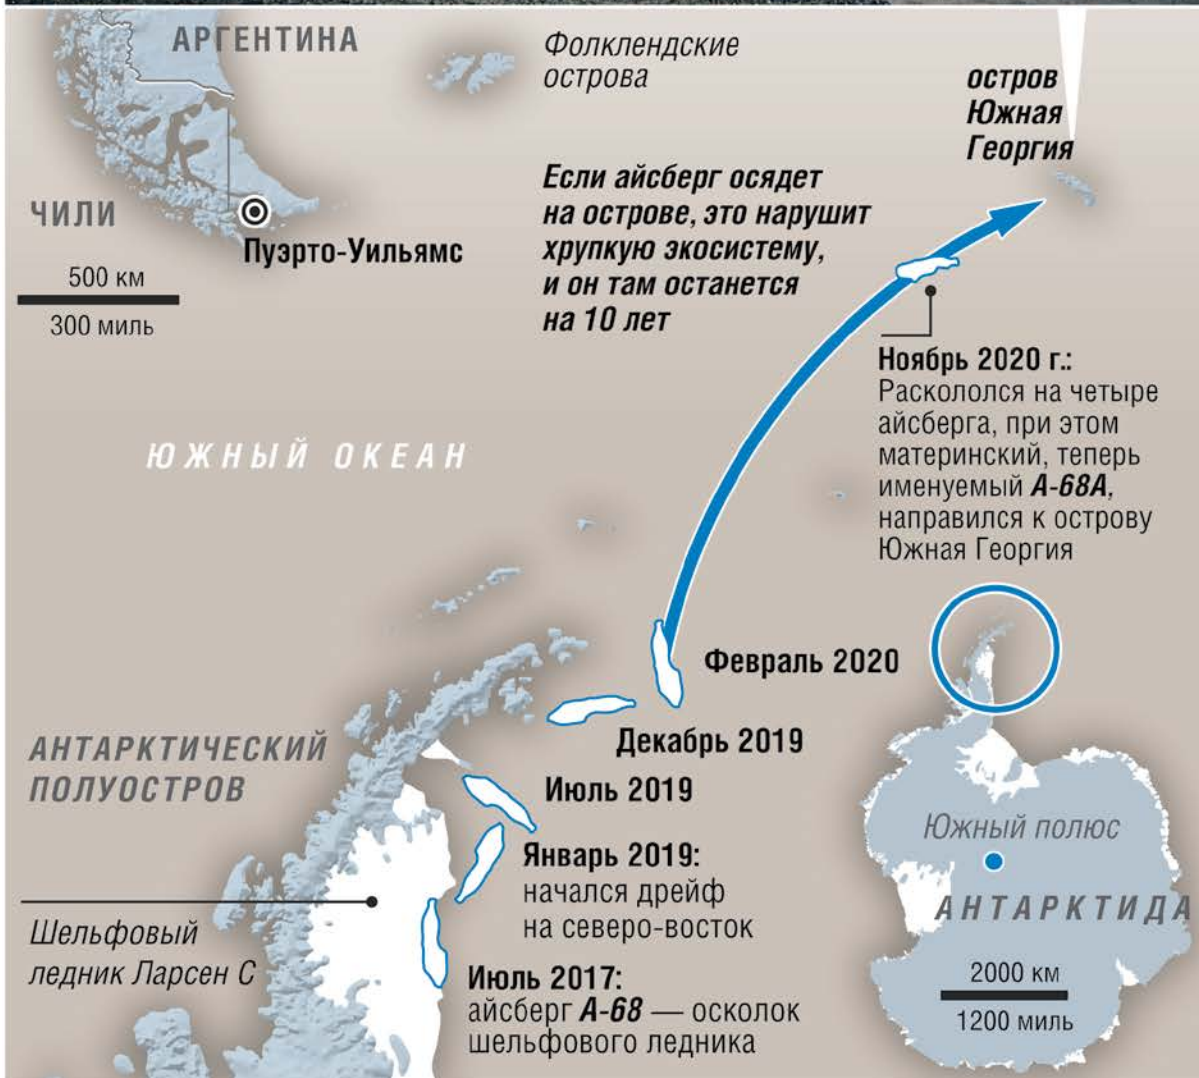 АРГЕНТИНА
Фолклендские
острова
остров
Южная
Георгия
Если айсберг осядет
на острове, это нарушит
хрупкую экосистему,
и он там останется
на 10 лет
ЧИЛИ
Пуэрто-Уильямс
500 км
300 миль
Ноябрь 2020 г.:
Раскололся на четыре
айсберга, при этом
материнский, теперь
именуемый А-68А,
направился к острову
Южная Георгия
ЮЖНЫЙ ОКЕАН
Февраль 2020
Декабрь 2019
АНТАРКТИЧЕСКИЙ
ПОЛУОСТРОВ
Июль 2019
Январь 2019:
начался дрейф
на северо-восток
Шельфовый
ледник Ларсен С
Июль 2017:
айсберг А-68 — осколок
шельфового ледника
Южный полюс
АНТАРКТИДА
2000 км
1200 миль